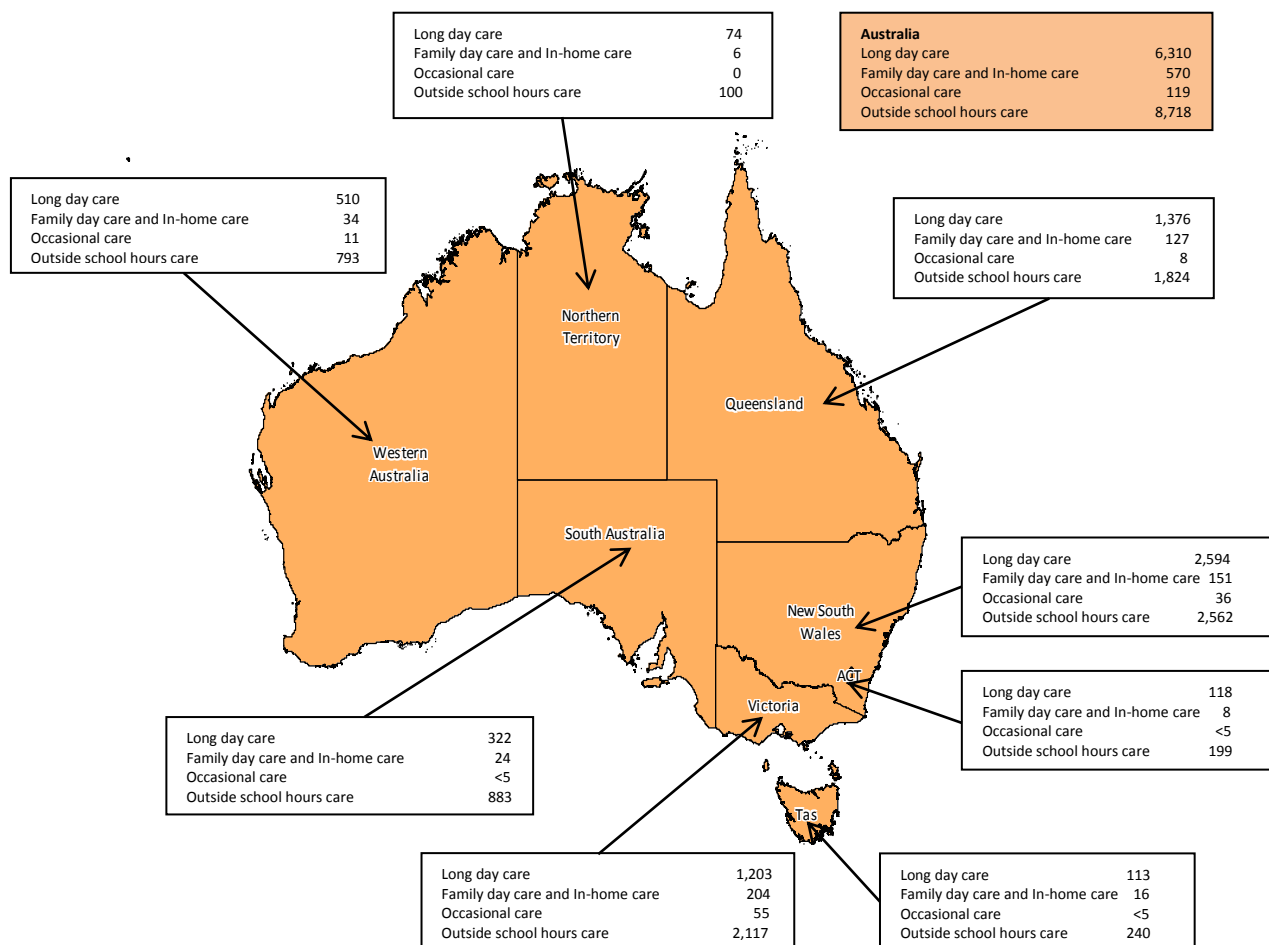 Long day care 74
Family day care and In-home care 6
Occasional care 0
Outside school hours care 100
Australia
Long day care 6,310
Family day care and In-home care 570
Occasional care 119
Outside school hours care 8,718
Long day care 510
Family day care and In-home care 34
Occasional care 11
Outside school hours care 793
Long day care 1,376
Family day care and In-home care 127
Occasional care 8
Outside school hours care 1,824
Northern
Territory
Queensland
Western
Australia
South Australia
New South
Wales
ACT
Victoria
Tas
Long day care 2,594
Family day care and In-home care 151
Occasional care 36
Outside school hours care 2,562
Long day care 118
Family day care and In-home care 8
Occasional care <5
Outside school hours care 199
Long day care 322
Family day care and In-home care 24
Occasional care <5
Outside school hours care 883
Long day care 1,203
Family day care and In-home care 204
Occasional care 55
Outside school hours care 2,117
Long day care 113
Family day care and In-home care 16
Occasional care <5
Outside school hours care 240